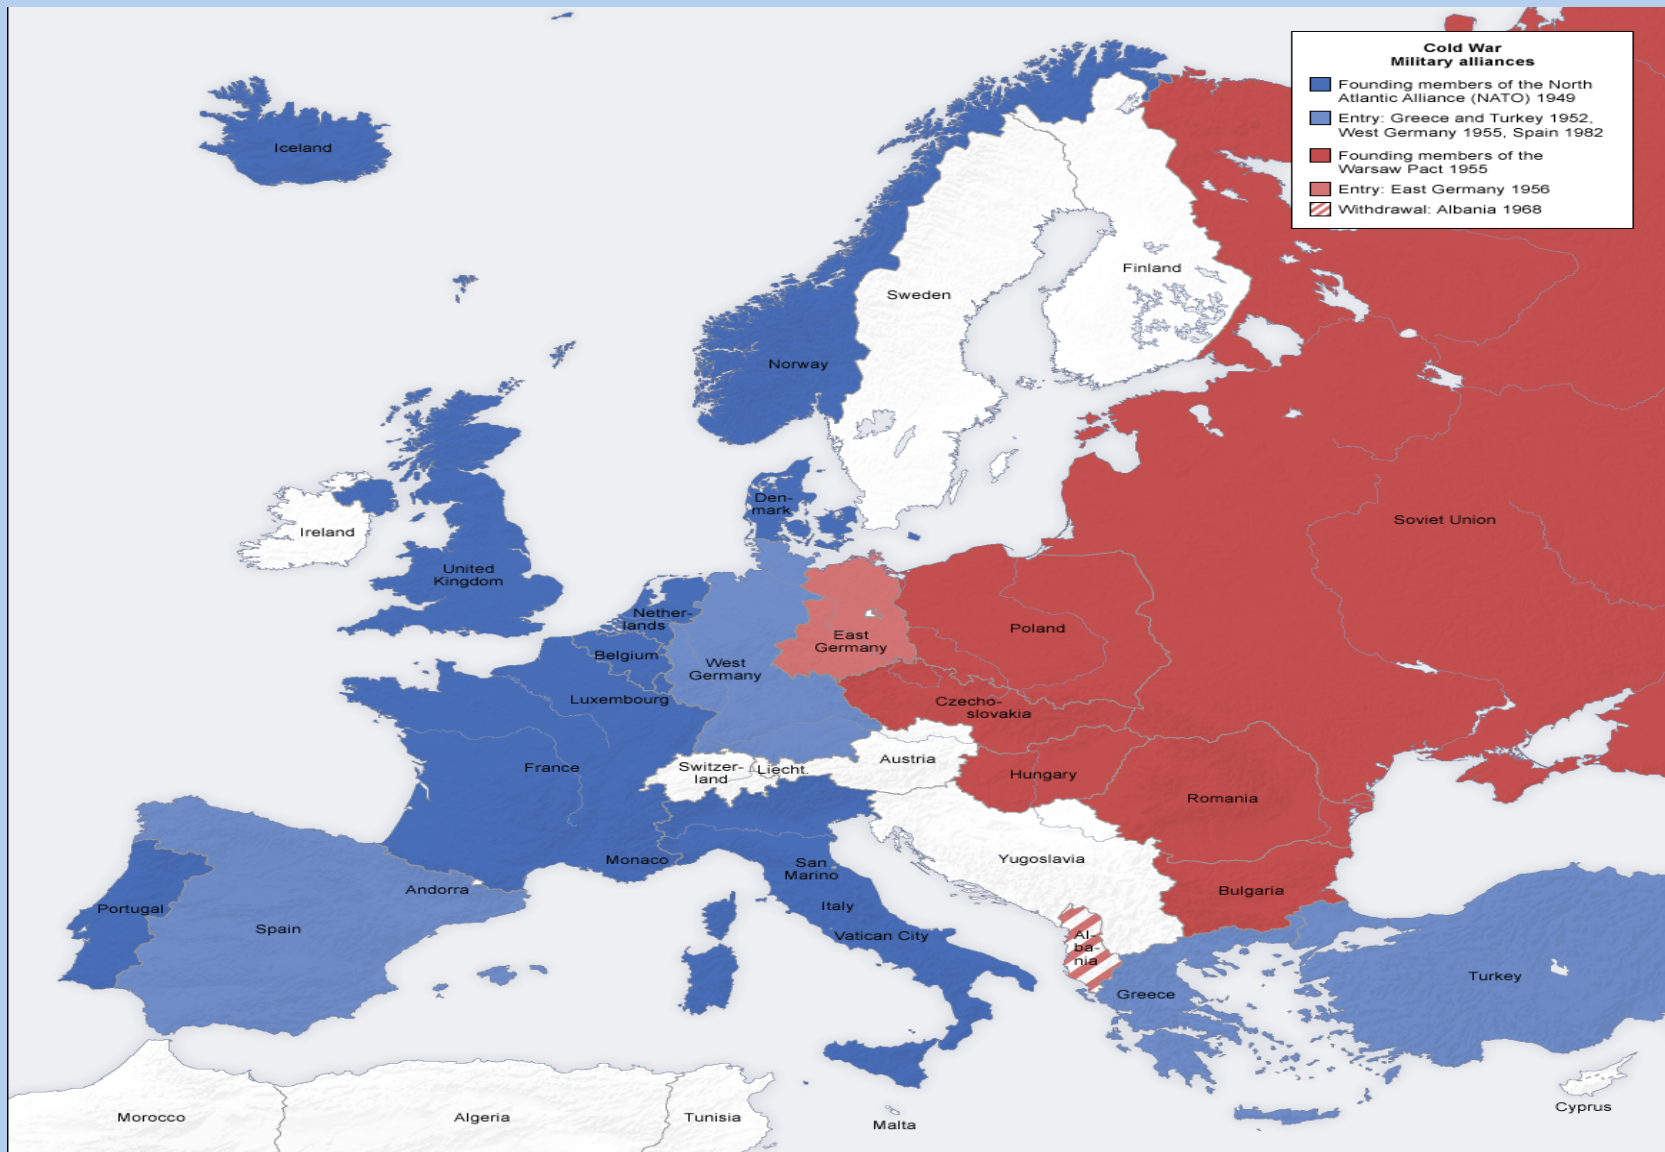 Cold War
Military alliances
Founding members of the North
Atlantic Alliance (NATO) 1949
Entry: Greece and Turkey 1952,
West Germany 1955, Spain 1982
Founding members of the
Warsaw Pact 1955
Entry: East Germany 1956
Withdrawal: Albania 1968
Iceland
Finland
Sweden
Norway
Den-
mark
Soviet Union
Ireland
United
Kingdom
Nether-
lands
Poland
East
Germany
Belgium
West
Germany
Luxembourg
Czecho-
slovakia
Austria
France
Switzer-
land
Liecht.
Hungary
Romania
Monaco
San
Marino
Yugoslavia
Andorra
Bulgaria
Portugal
Italy
Spain
Vatican City
Al-
ba-
nia
Turkey
Greece
Morocco
Algeria
Tunisia
Malta
Cyprus